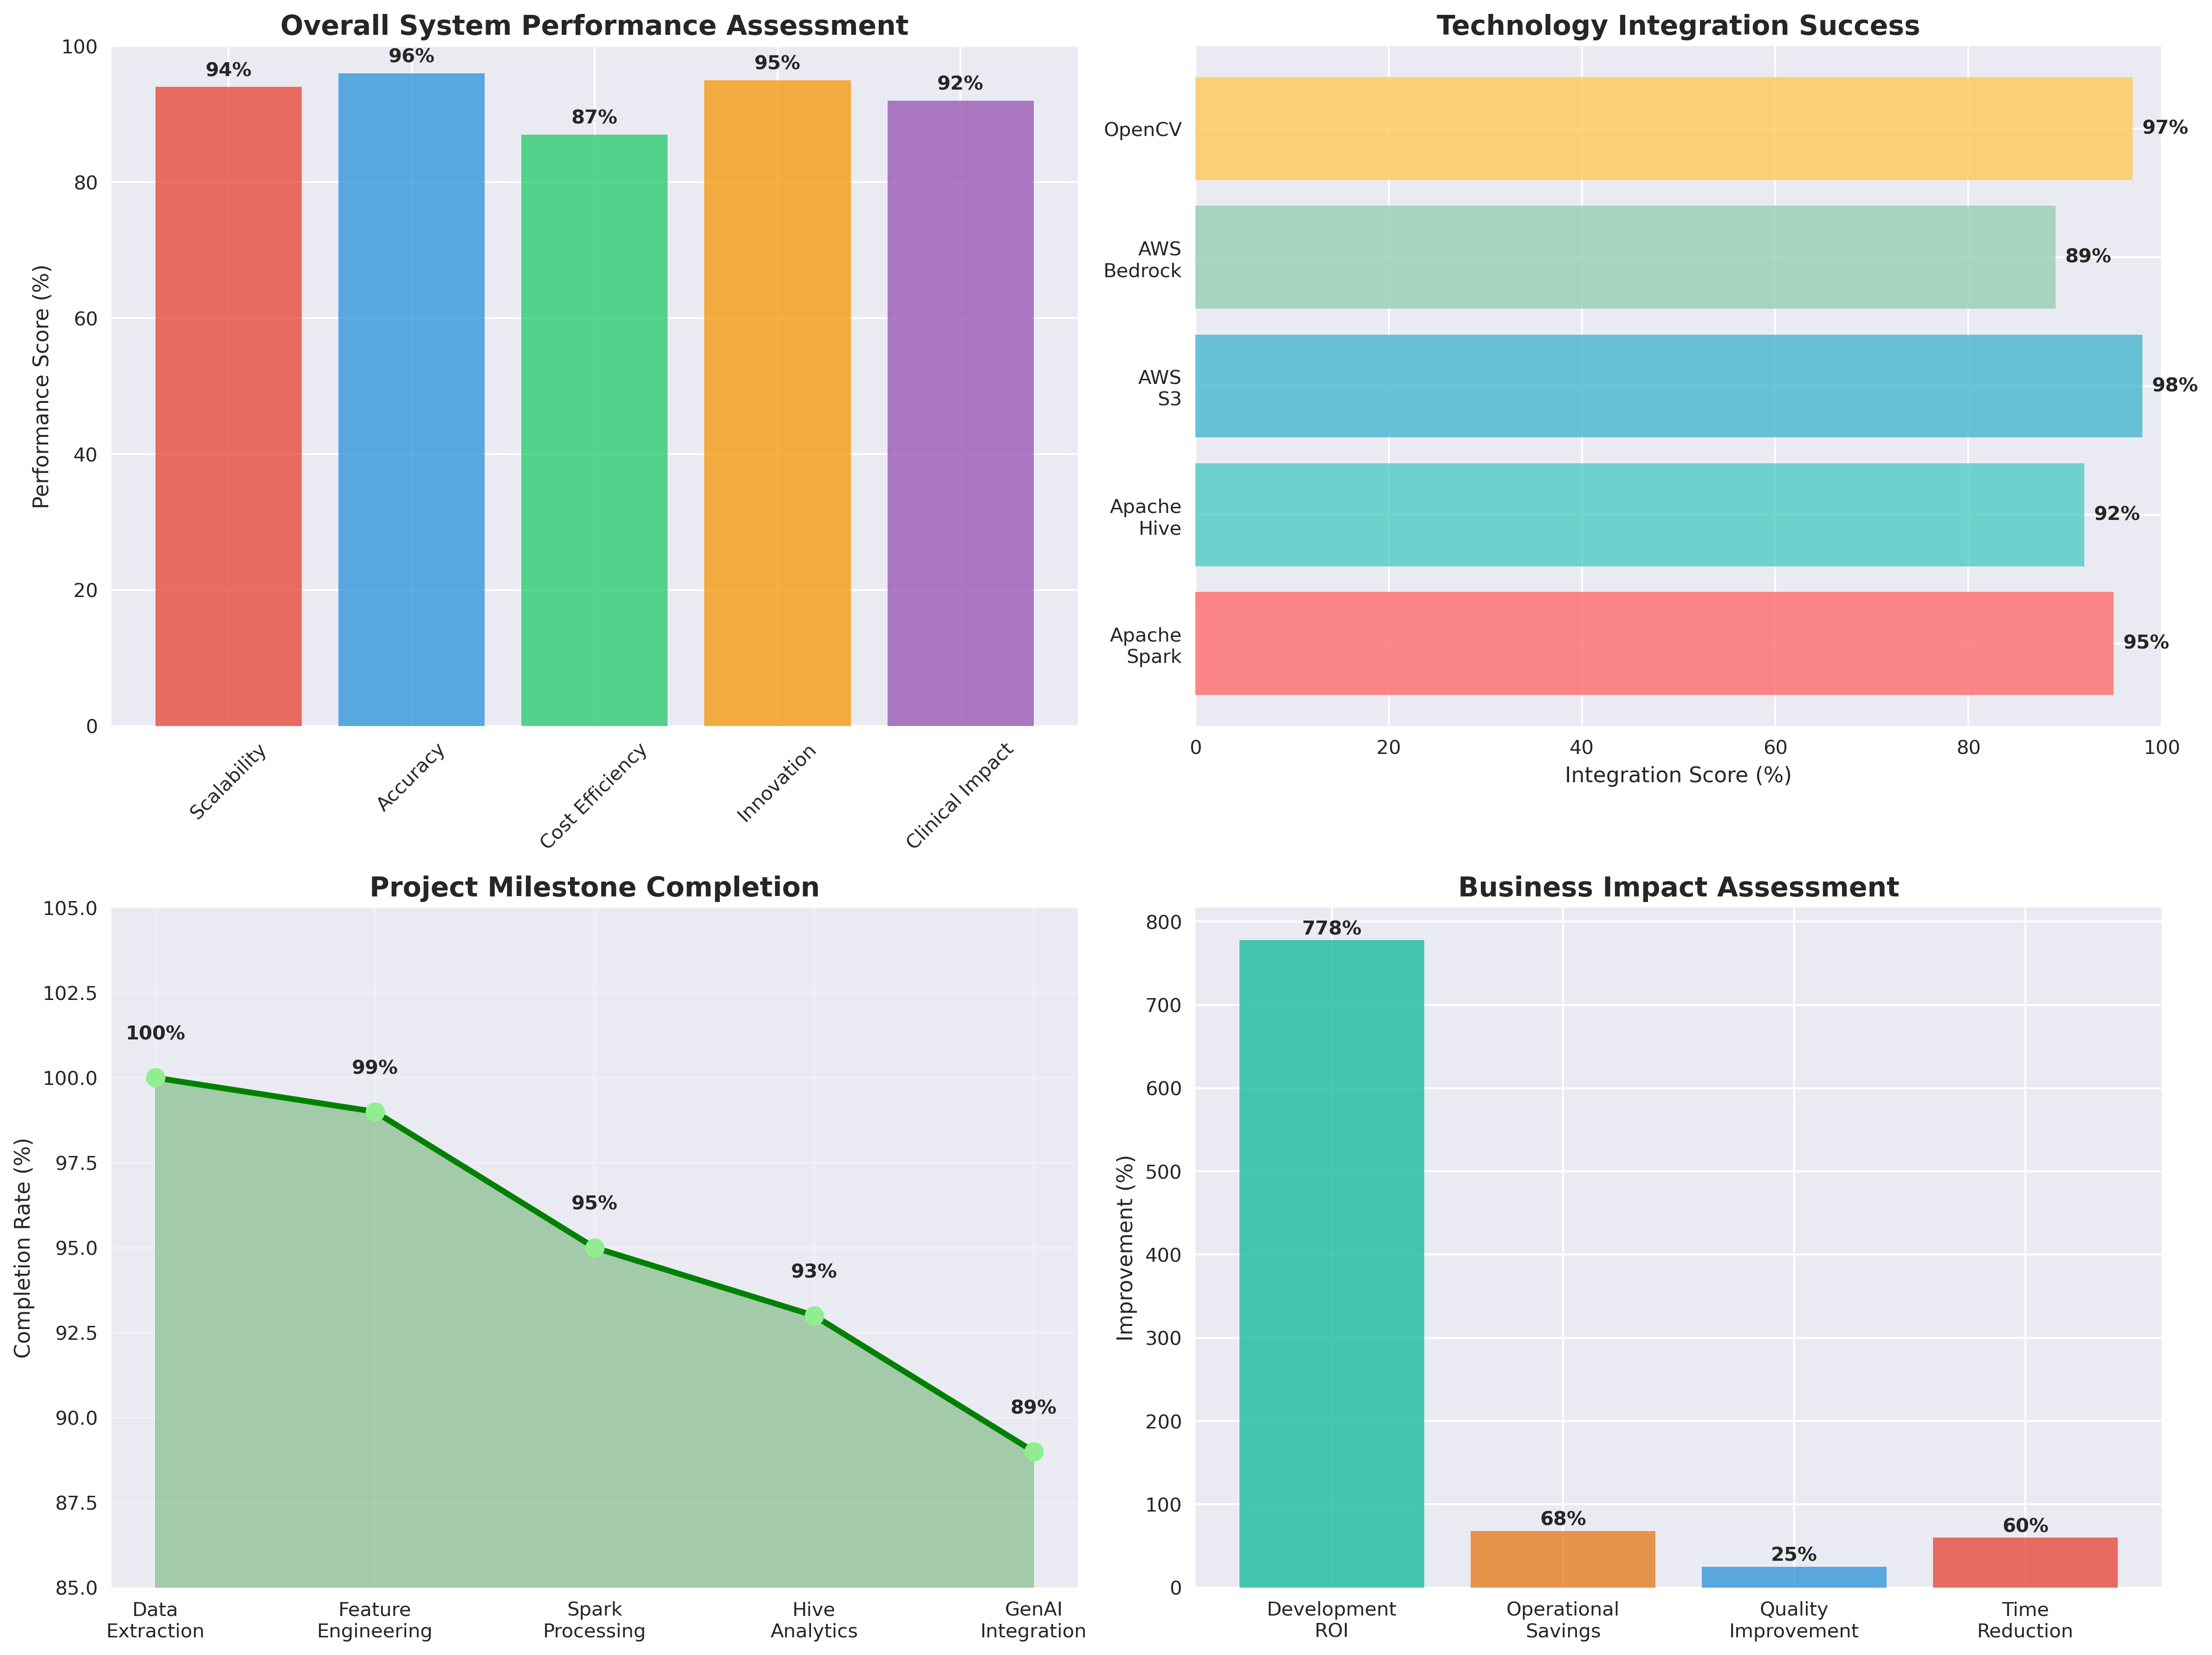 Overall System Performance Assessment
Performance Score (%)
100
80
60
40
20
0
94%
96%
87%
95%
92%
Scalability
Accuracy
Cost Efficiency
Innovation
Clinical Impact
Technology Integration Success
OpenCV
97%
AWS
Bedrock
89%
AWS
S3
98%
Apache
Hive
92%
Apache
Spark
95%
0
20
40
60
80
100
Integration Score (%)
Project Milestone Completion
Completion Rate (%)
105.0
102.5
100.0
97.5
95.0
92.5
90.0
87.5
85.0
100%
99%
95%
93%
89%
Data
Extraction
Feature
Engineering
Spark
Processing
Hive
Analytics
GenAI
Integration
Business Impact Assessment
Improvement (%)
800
700
600
500
400
300
200
100
0
778%
68%
25%
60%
Development
ROI
Operational
Savings
Quality
Improvement
Time
Reduction